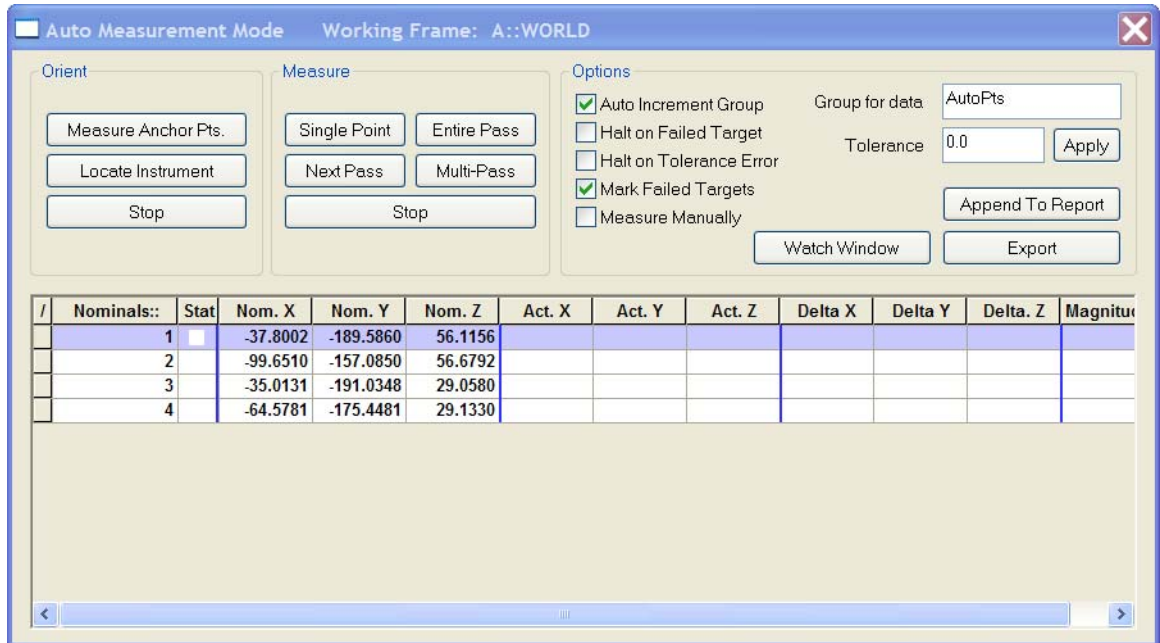 Auto Measurement Mode Working Frame: A::WORLD
Orient
Measure Anchor Pts.
Locate Instrument
Stop
Measure
Single Point Entire Pass
Next Pass Multi-Pass
Stop
Options
Auto Increment Group
Halt on Failed Target
Halt on Tolerance Error
Mark Failed Targets
Measure Manually
Group for data AutoPts
Tolerance 0.0 Apply
Append To Report
Watch Window Export
/ Nominals:: Stat Nom. X Nom. Y Nom. Z Act. X Act. Y Act. Z Delta X Delta Y Delta. Z Magnitu
1 -37.8002 -189.5860 56.1156
2 -99.6510 -157.0850 56.6792
3 -35.0131 -191.0348 29.0580
4 -64.5781 -175.4481 29.1330